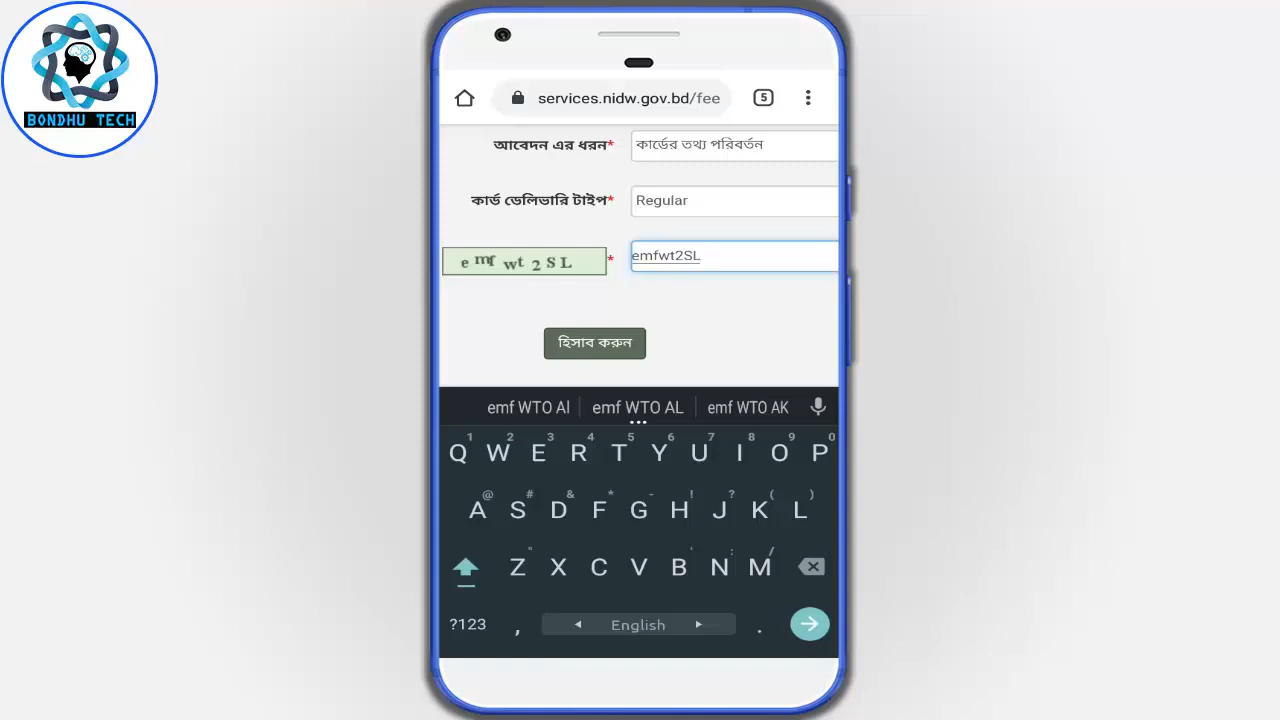 BONDHU TECH
services.nidw.gov.bd/fee
5
আবেদন এর ধরন*
কার্ডের তথ্য পরিবর্তন
কার্ড ডেলিভারি টাইপ*
Regular
e mf wt 2 S L *
emfwt2SL
হিসাব করুন
emf WTO Al emf WTO AL emf WTO AK
1 2 3 4 5 6 7 8 9 0
Q W E R T Y U I O P
@ # & * - ! ? ( )
A S D F G H J K L
" ' : /
Z X C V B N M
?123 , English .